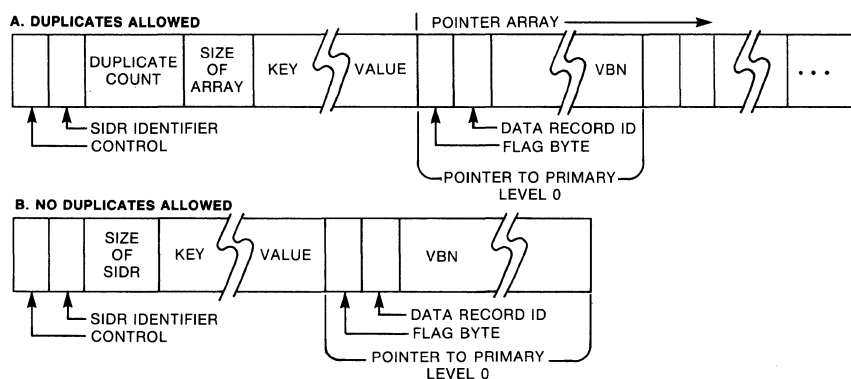 A. DUPLICATES ALLOWED
POINTER ARRAY
DUPLICATE
COUNT
SIZE
OF
ARRAY
KEY
VALUE
VBN
...
SIDR IDENTIFIER
CONTROL
DATA RECORD ID
FLAG BYTE
POINTER TO PRIMARY
LEVEL 0
B. NO DUPLICATES ALLOWED
SIZE
OF
SIDR
KEY
VALUE
VBN
SIDR IDENTIFIER
CONTROL
DATA RECORD ID
FLAG BYTE
POINTER TO PRIMARY
LEVEL 0